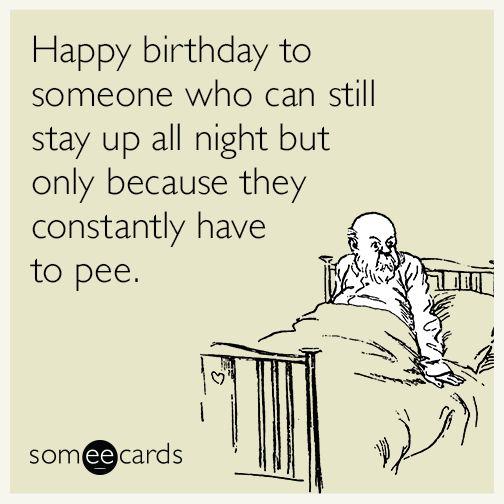 Happy birthday to
someone who can still
stay up all night but
only because they
constantly have
to pee.
someecards